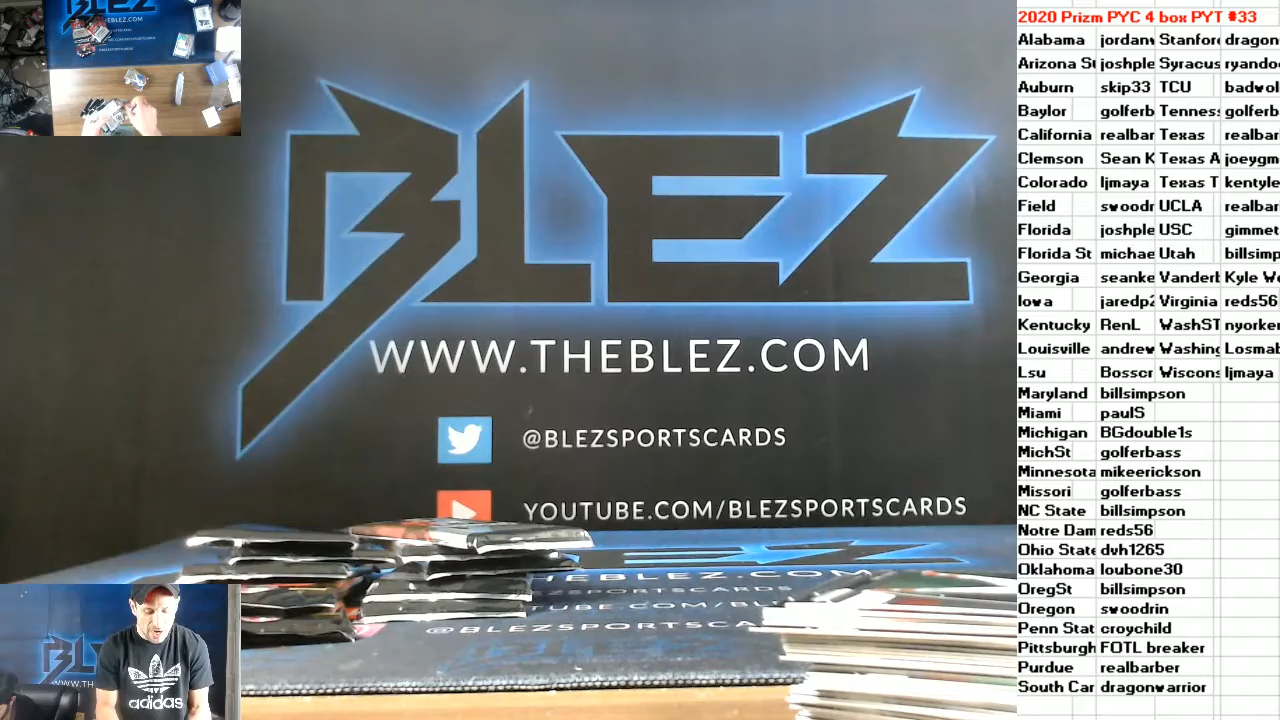 2020 Prizm PYC 4 box PYT #33
BLEZ
WWW.THEBLEZ.COM
@BLEZSPORTSCARDS
YOUTUBE.COM/BLEZSPORTSCARDS
adidas
Alabama jordanv Stanford dragon
Arizona St joshple Syracus ryando
Auburn skip33 TCU badwol
Baylor golferb Tennes golferb
California realbar Texas realbar
Clemson Sean K Texas A joeygm
Colorado ljmaya Texas T kentyle
Field swoodr UCLA realbar
Florida joshple USC gimmet
Florida St michae Utah billsimp
Georgia seanke Vanderb Kyle W
Iowa jaredp2 Virginia reds56
Kentucky RenL WashST nyorker
Louisville andrew Washing Losmab
Lsu Bosscr Wiscons ljmaya
Maryland billsimpson
Miami paulS
Michigan BGdouble1s
MichSt golferbass
Minnesota mikeerickson
Missori golferbass
NC State billsimpson
Notre Dam reds56
Ohio State dvh1265
Oklahoma loubone30
OregSt billsimpson
Oregon swoodrin
Penn Stat croychild
Pittsburgh FOTL breaker
Purdue realbarber
South Car dragonwarrior